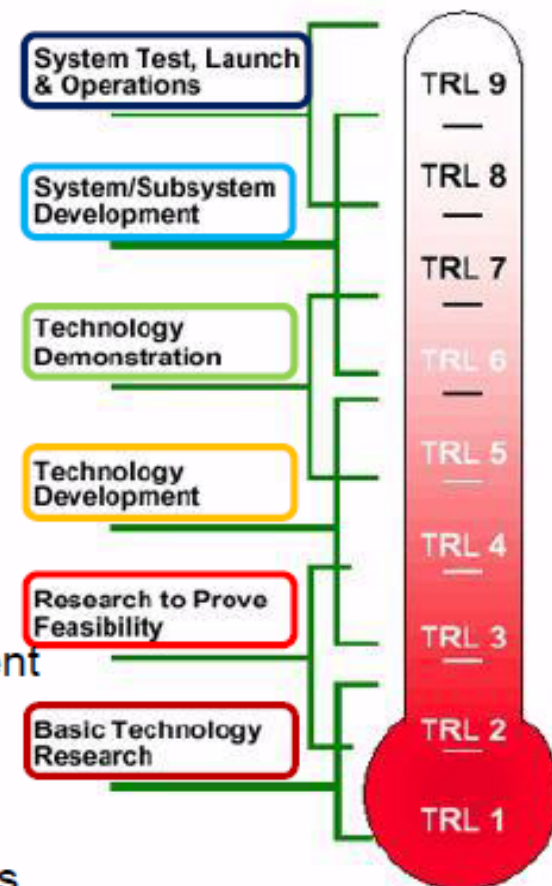 System Test, Launch
& Operations
System/Subsystem
Development
Technology
Demonstration
Technology
Development
Research to Prove
Feasibility
ent
Basic Technology
Research
s
TRL 9
TRL 8
TRL 7
TRL 6
TRL 5
TRL 4
TRL 3
TRL 2
TRL 1